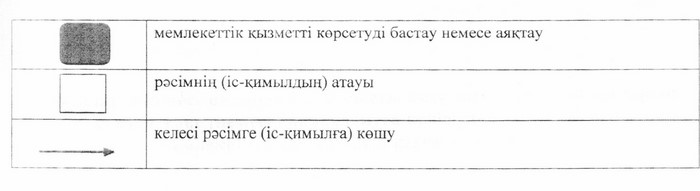 мемлекеттік қызметті көрсетуді бастау немесе аяқтау
рәсімнің (іс-қимылдың) атауы
келесі рәсімге (іс-қимылға) көшу